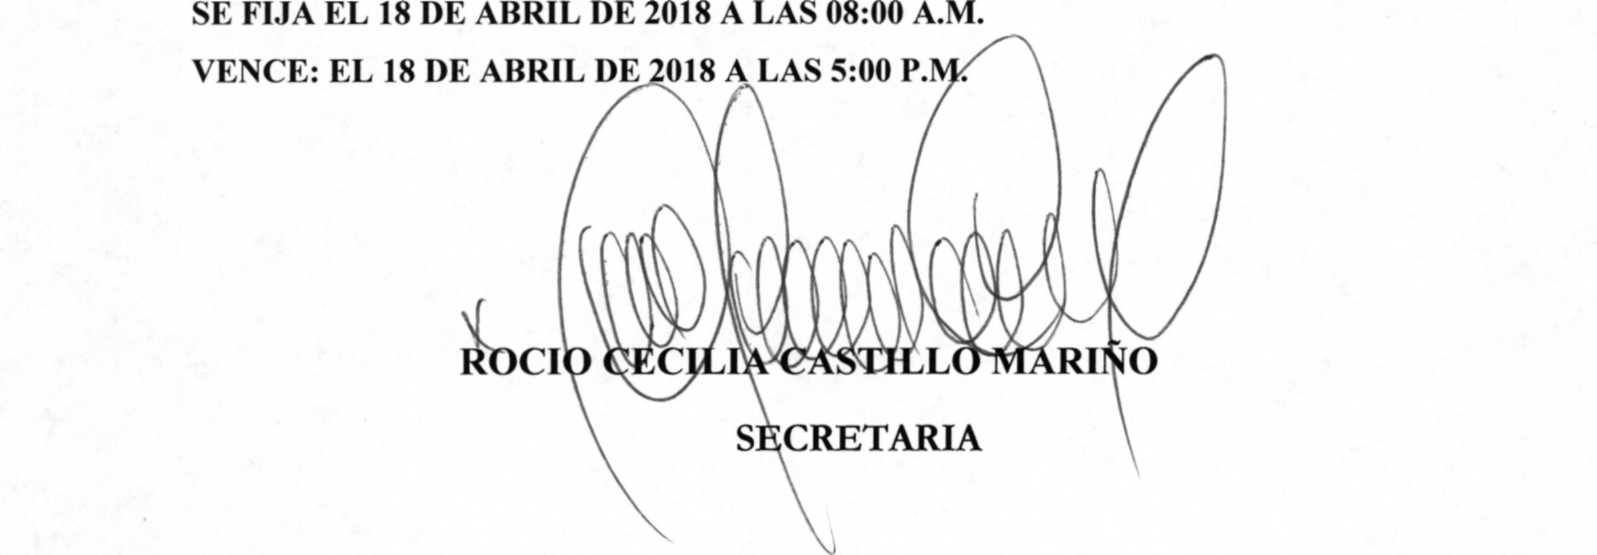 SE FIJA EL 18 DE ABRIL DE 2018 A LAS 08:00 A.M.
VENCE: EL 18 DE ABRIL DE 2018 A LAS 5:00 P.M.
ROCIO CECILIA CASTILLO MARIÑO
SECRETARIA